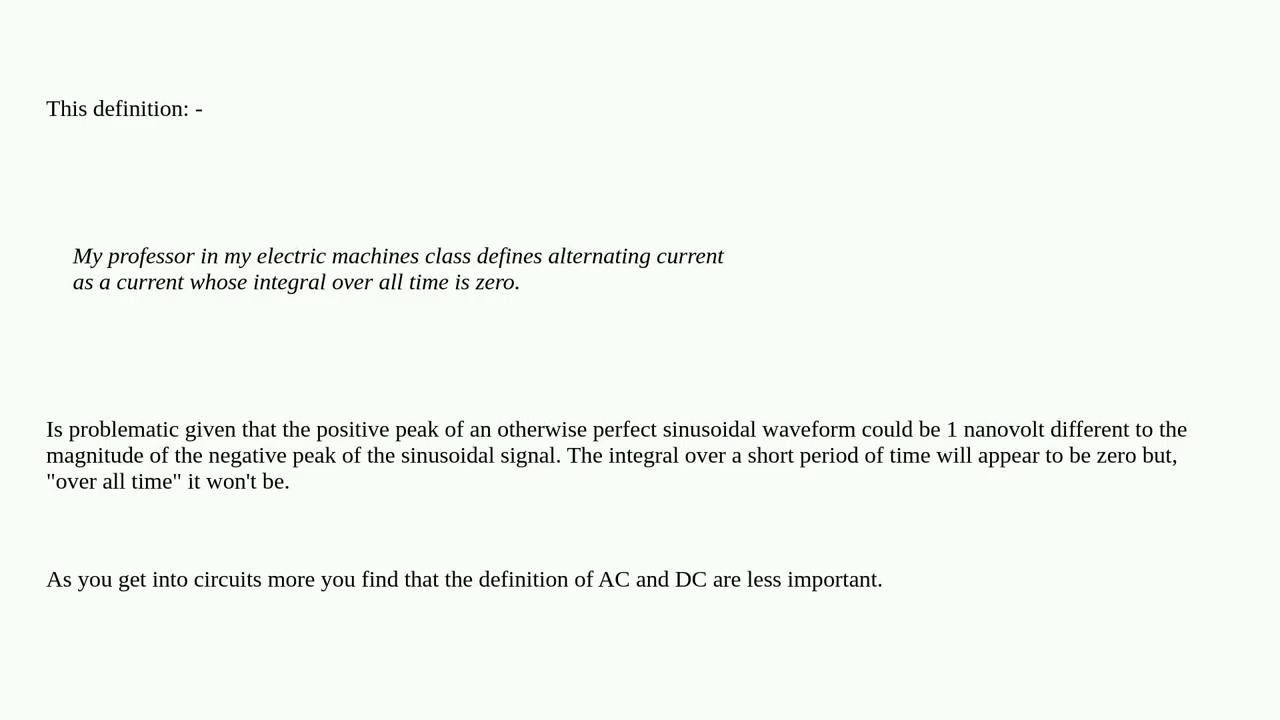 This definition: -
My professor in my electric machines class defines alternating current
as a current whose integral over all time is zero.
Is problematic given that the positive peak of an otherwise perfect sinusoidal waveform could be 1 nanovolt different to the
magnitude of the negative peak of the sinusoidal signal. The integral over a short period of time will appear to be zero but,
"over all time" it won't be.
As you get into circuits more you find that the definition of AC and DC are less important.